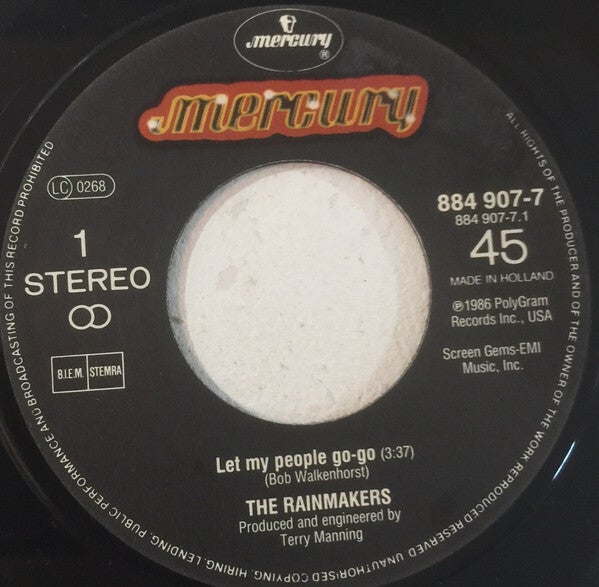 mercury
®
mercury
LC 0268
1
STEREO
B.I.E.M. STEMRA
884 907-7
884 907-7.1
45
MADE IN HOLLAND
℗1986 PolyGram
Records Inc., USA
Screen Gems-EMI
Music, Inc.
Let my people go-go (3:37)
(Bob Walkenhorst)
THE RAINMAKERS
Produced and engineered by
Terry Manning
ALL RIGHTS OF THE PRODUCER AND OF THE OWNER OF THE WORK REPRODUCED RESERVED UNAUTHORISED COPYING, HIRING, LENDING, PUBLIC PERFORMANCE AND BROADCASTING OF THIS RECORD PROHIBITED